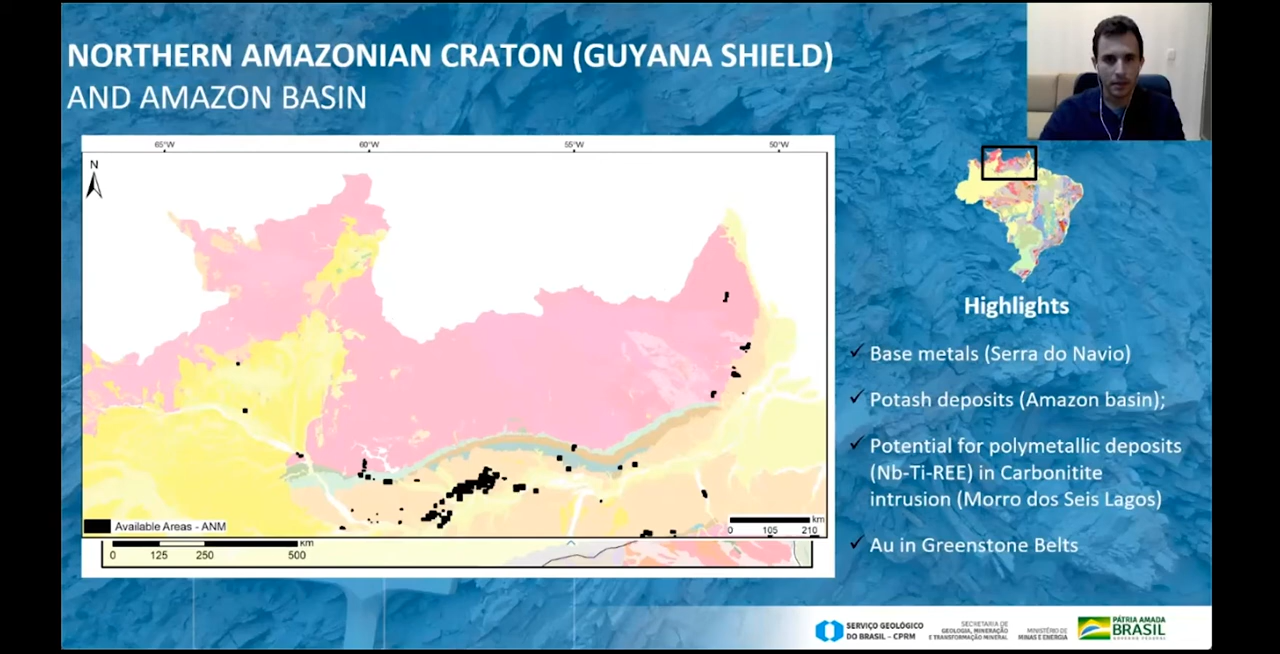 NORTHERN AMAZONIAN CRATON (GUYANA SHIELD)
AND AMAZON BASIN
65°W
60°W
55°W
50°W
N
Available Areas - ANM
km
0 105 210
km
0 125 250 500
Highlights
✓ Base metals (Serra do Navio)
✓ Potash deposits (Amazon basin);
✓ Potential for polymetallic deposits
(Nb-Ti-REE) in Carbonitite
intrusion (Morro dos Seis Lagos)
✓ Au in Greenstone Belts
SERVIÇO GEOLÓGICO
DO BRASIL – CPRM
SECRETARIA DE
GEOLOGIA, MINERAÇÃO
E TRANSFORMAÇÃO MINERAL
MINISTÉRIO DE
MINAS E ENERGIA
PÁTRIA AMADA
BRASIL
GOVERNO FEDERAL